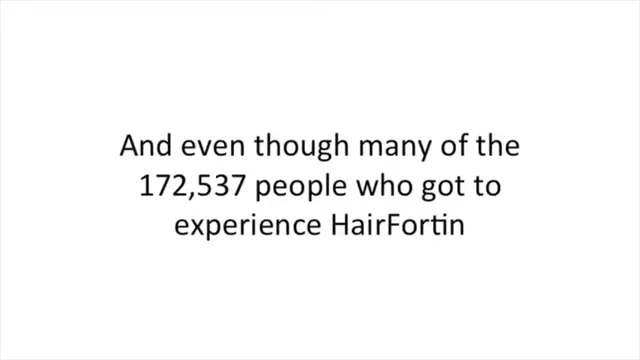 And even though many of the
172,537 people who got to
experience HairFortin